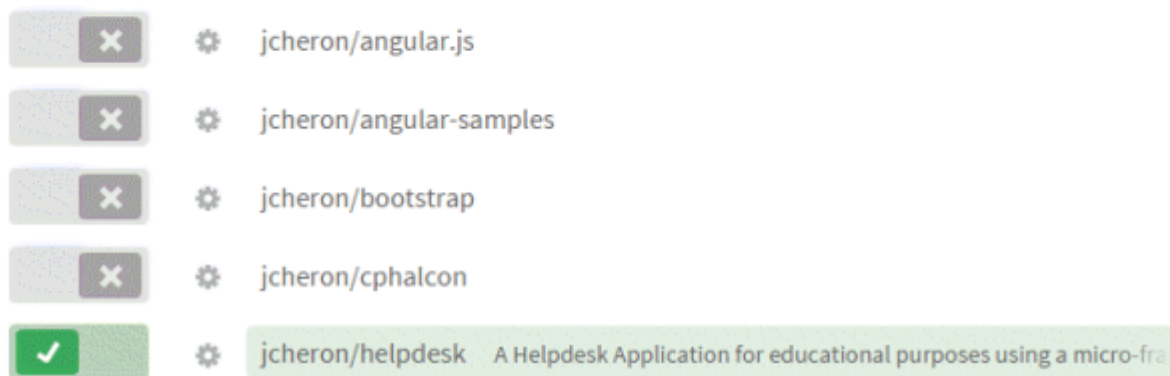 jcheron/angular.js
jcheron/angular-samples
jcheron/bootstrap
jcheron/cphalcon
jcheron/helpdesk A Helpdesk Application for educational purposes using a micro-fra